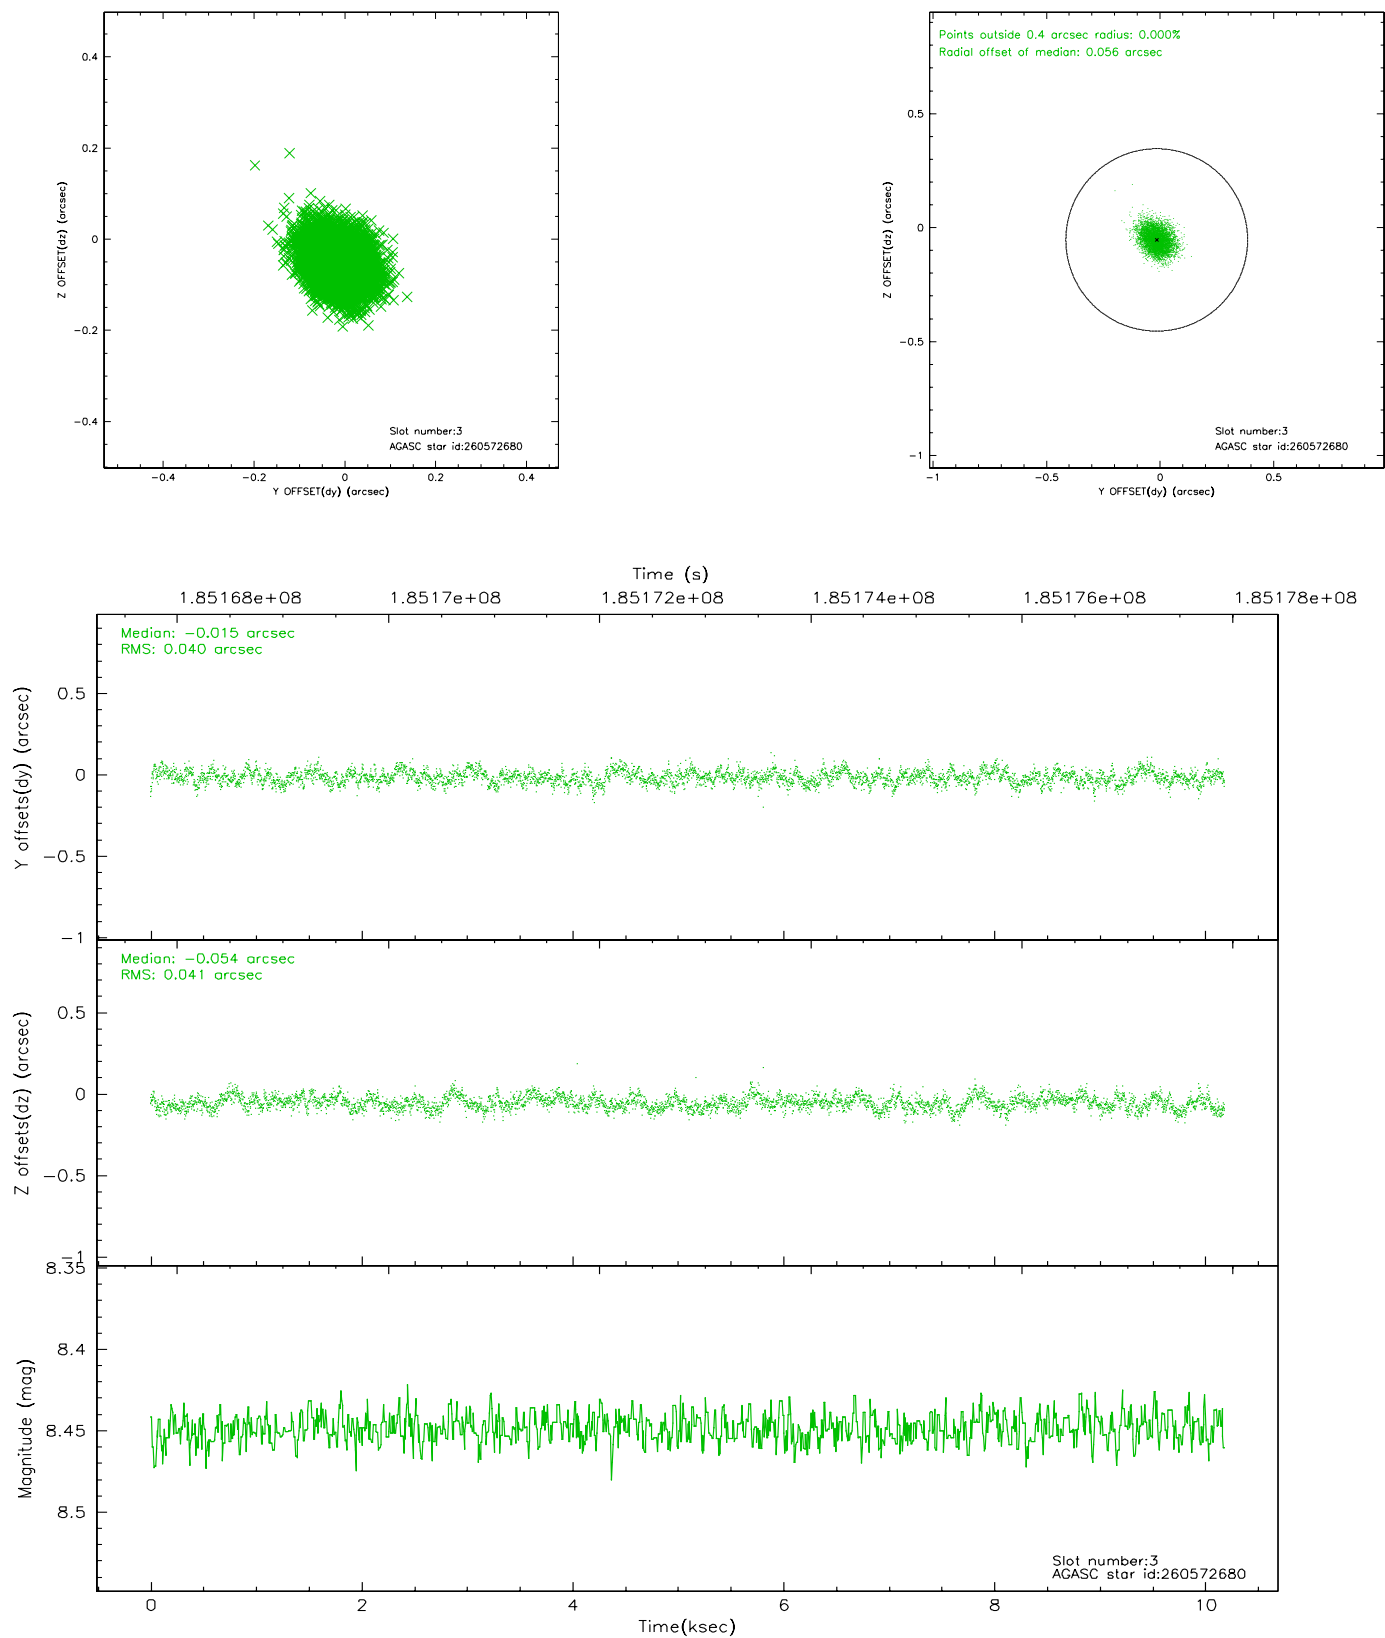 0.4
0.2
0
−0.2
−0.4
Z OFFSET(dz) (arcsec)
Slot number:3
AGASC star id:260572680
−0.4
−0.2
0
0.2
0.4
Y OFFSET(dy) (arcsec)
Points outside 0.4 arcsec radius: 0.000%
Radial offset of median: 0.056 arcsec
0.5
0
−0.5
−1
Z OFFSET(dz) (arcsec)
Slot number:3
AGASC star id:260572680
−1
−0.5
0
0.5
Y OFFSET(dy) (arcsec)
Time (s)
1.85168e+08
1.8517e+08
1.85172e+08
1.85174e+08
1.85176e+08
1.85178e+08
Median: −0.015 arcsec
RMS: 0.040 arcsec
0.5
0
−0.5
−1
Y offsets(dy) (arcsec)
Median: −0.054 arcsec
RMS: 0.041 arcsec
0.5
0
−0.5
−1
Z offsets(dz) (arcsec)
8.35
8.4
8.45
8.5
Magnitude (mag)
Slot number:3
AGASC star id:260572680
0
2
4
6
8
10
Time(ksec)